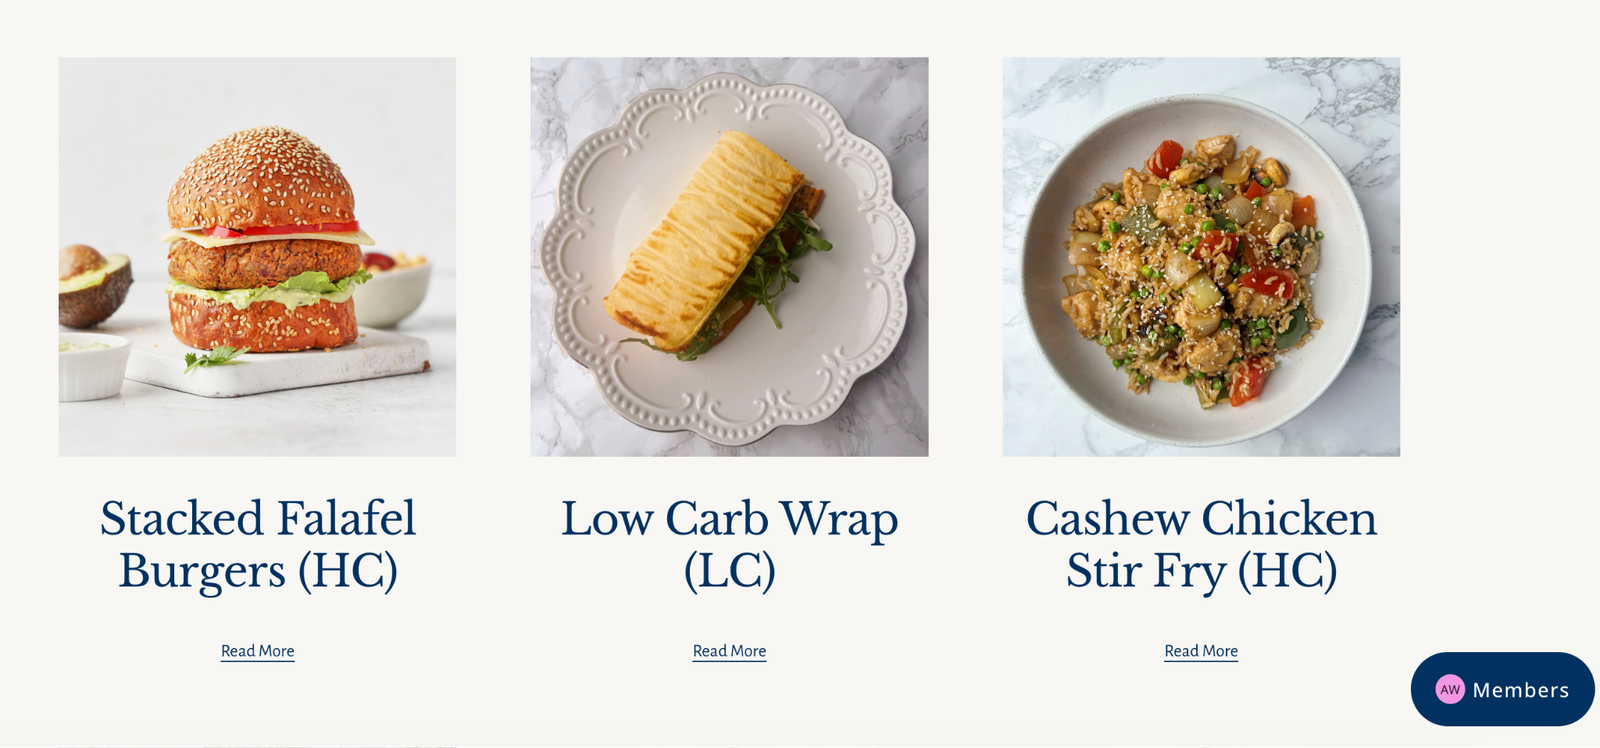 Stacked Falafel
Burgers (HC)
Read More
Low Carb Wrap
(LC)
Read More
Cashew Chicken
Stir Fry (HC)
Read More
AW Members